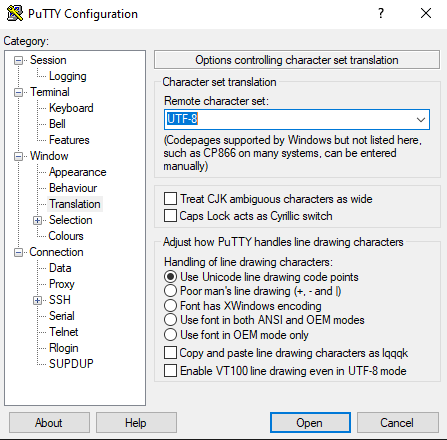 PuTTY Configuration
?
Category:
Session
Logging
Terminal
Keyboard
Bell
Features
Window
Appearance
Behaviour
Translation
Selection
Colours
Connection
Data
Proxy
SSH
Serial
Telnet
Rlogin
SUPDUP
Options controlling character set translation
Character set translation
Remote character set:
UTF-8
(Codepages supported by Windows but not listed here,
such as CP866 on many systems, can be entered
manually)
Treat CJK ambiguous characters as wide
Caps Lock acts as Cyrillic switch
Adjust how PuTTY handles line drawing characters
Handling of line drawing characters:
Use Unicode line drawing code points
Poor man's line drawing (+, - and |)
Font has XWindows encoding
Use font in both ANSI and OEM modes
Use font in OEM mode only
Copy and paste line drawing characters as lqqqk
Enable VT100 line drawing even in UTF-8 mode
About
Help
Open
Cancel